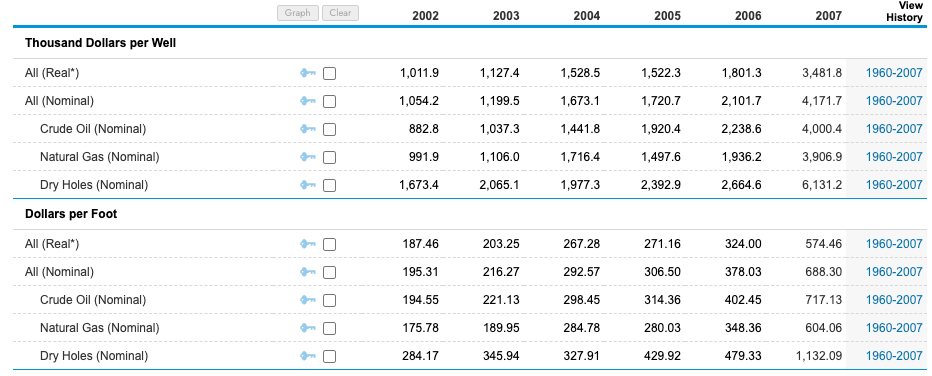 Graph Clear 2002 2003 2004 2005 2006 2007 View History
Thousand Dollars per Well
All (Real*) 1,011.9 1,127.4 1,528.5 1,522.3 1,801.3 3,481.8 1960-2007
All (Nominal) 1,054.2 1,199.5 1,673.1 1,720.7 2,101.7 4,171.7 1960-2007
Crude Oil (Nominal) 882.8 1,037.3 1,441.8 1,920.4 2,238.6 4,000.4 1960-2007
Natural Gas (Nominal) 991.9 1,106.0 1,716.4 1,497.6 1,936.2 3,906.9 1960-2007
Dry Holes (Nominal) 1,673.4 2,065.1 1,977.3 2,392.9 2,664.6 6,131.2 1960-2007
Dollars per Foot
All (Real*) 187.46 203.25 267.28 271.16 324.00 574.46 1960-2007
All (Nominal) 195.31 216.27 292.57 306.50 378.03 688.30 1960-2007
Crude Oil (Nominal) 194.55 221.13 298.45 314.36 402.45 717.13 1960-2007
Natural Gas (Nominal) 175.78 189.95 284.78 280.03 348.36 604.06 1960-2007
Dry Holes (Nominal) 284.17 345.94 327.91 429.92 479.33 1,132.09 1960-2007